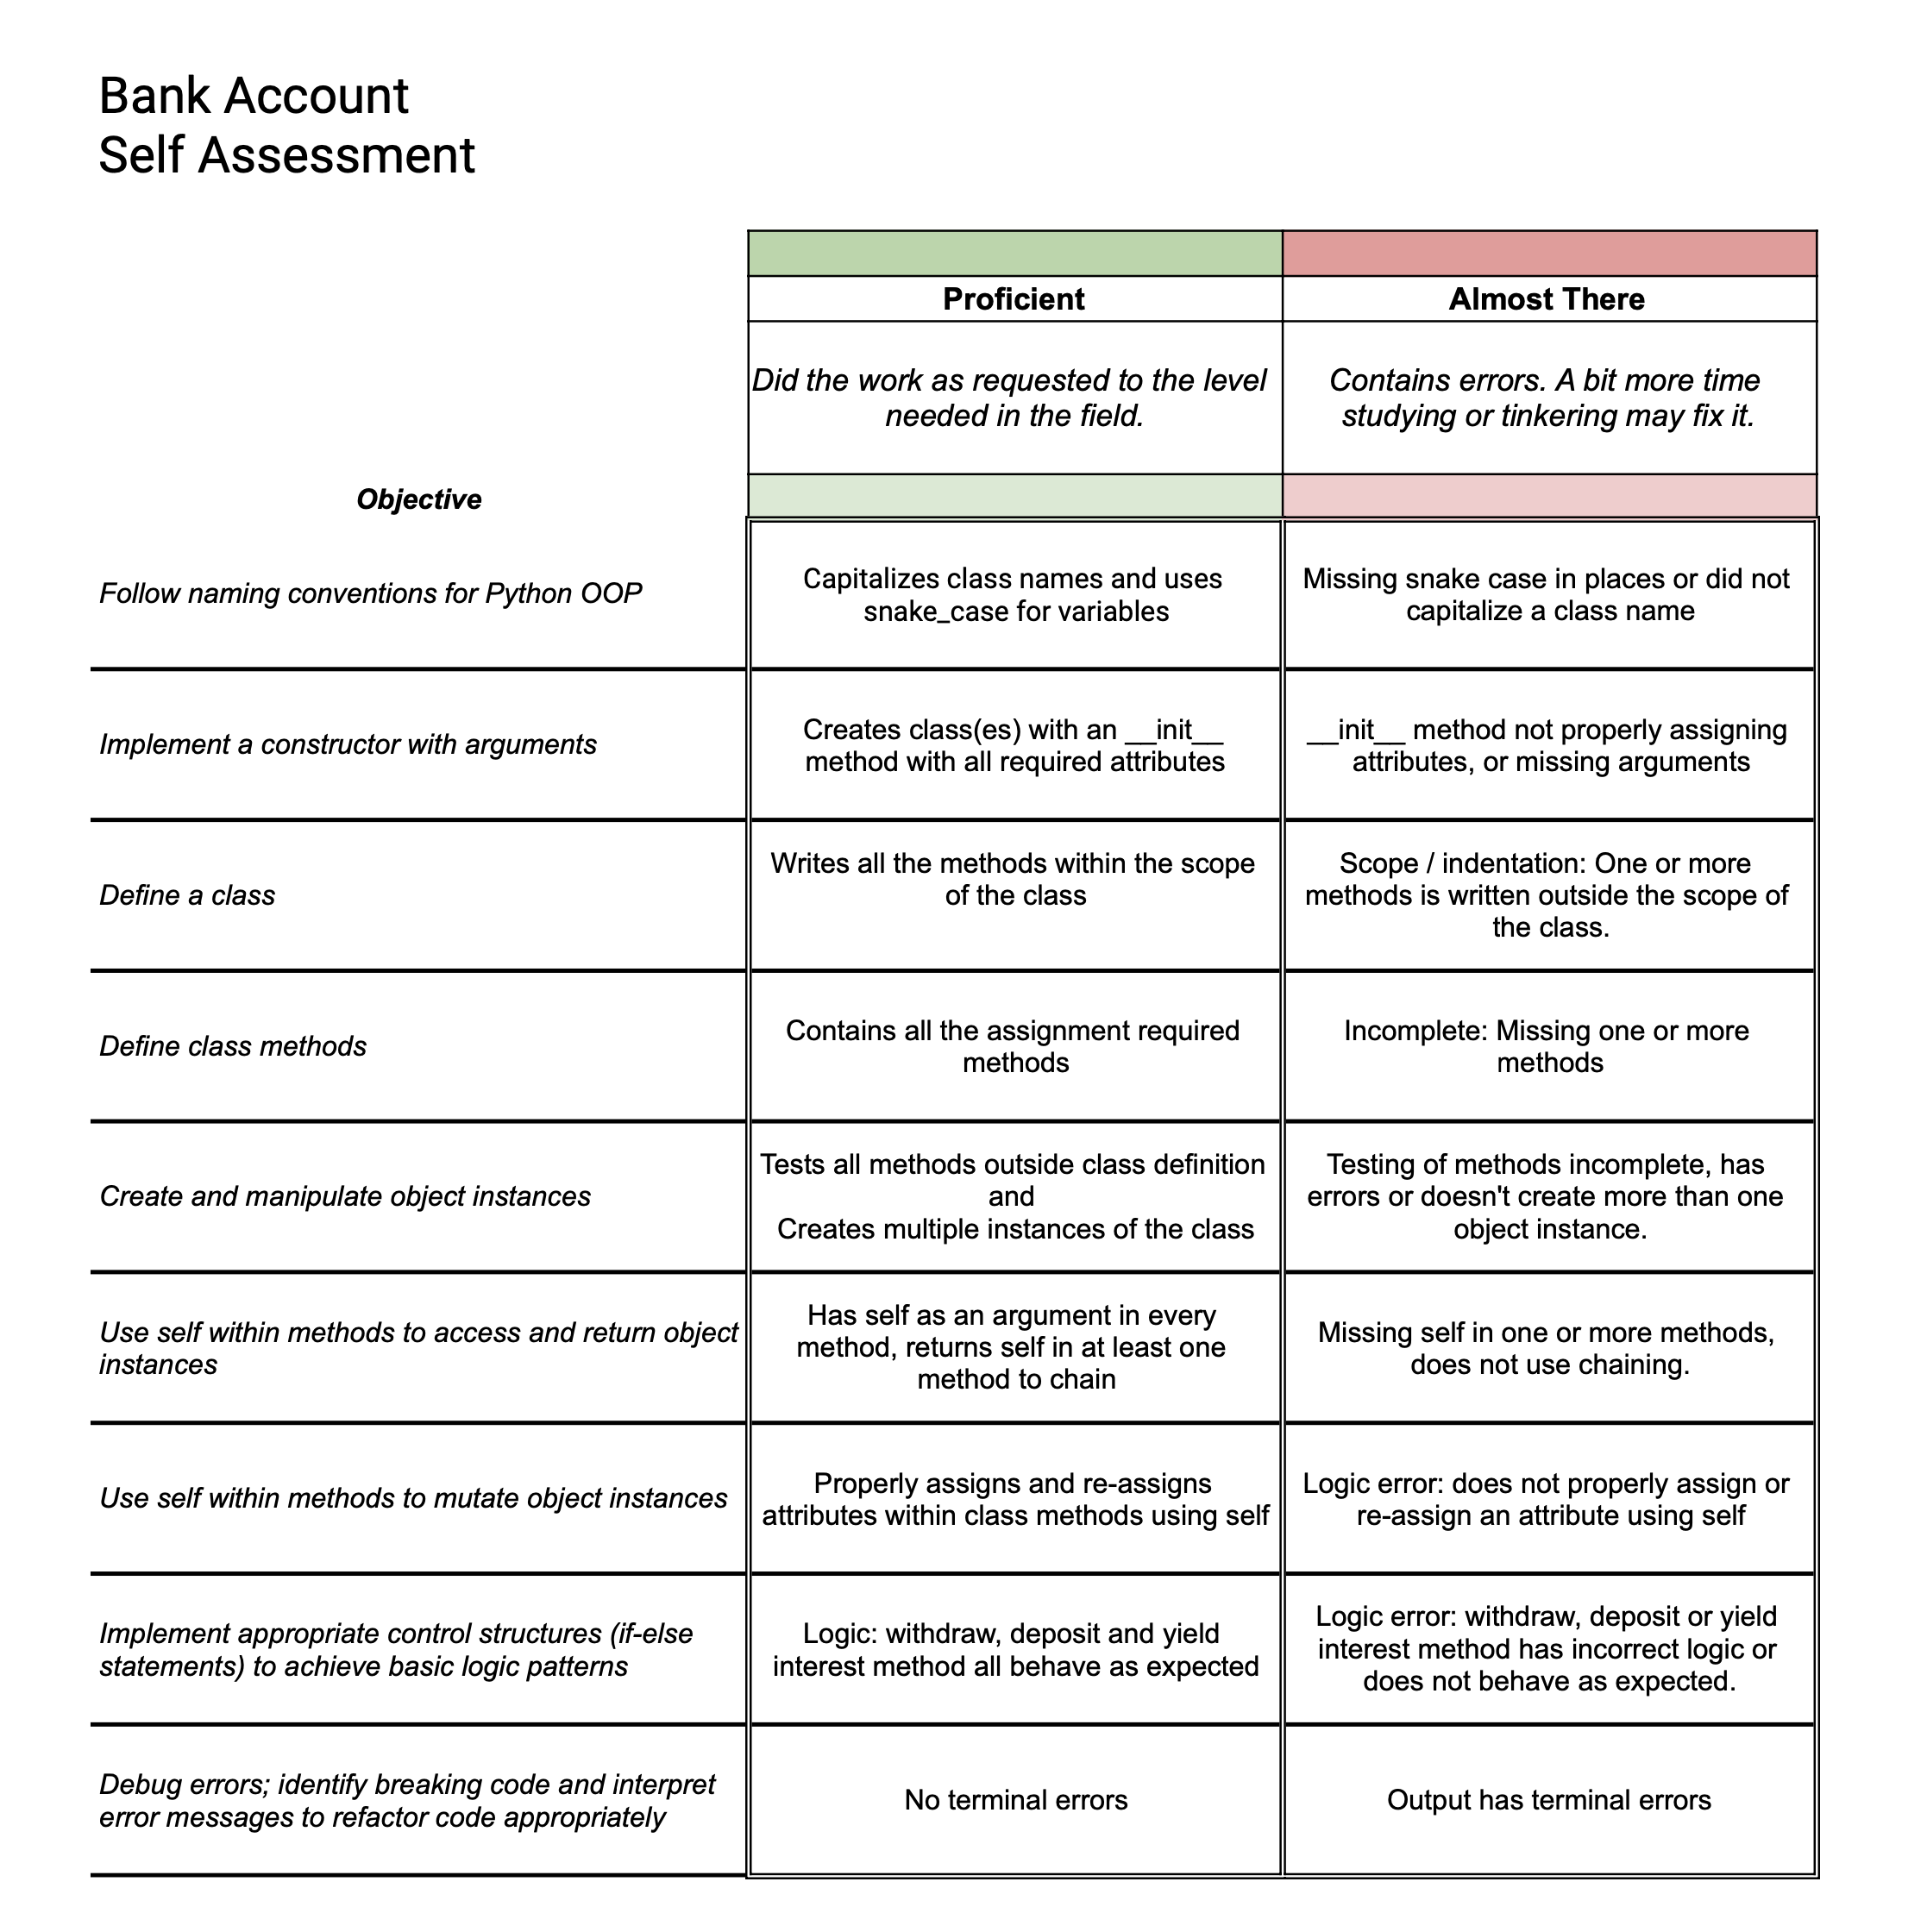 Bank Account
Self Assessment
Proficient
Almost There
Did the work as requested to the level
needed in the field.
Contains errors. A bit more time
studying or tinkering may fix it.
Objective
Follow naming conventions for Python OOP
Capitalizes class names and uses
snake_case for variables
Missing snake case in places or did not
capitalize a class name
Implement a constructor with arguments
Creates class(es) with an __init__
method with all required attributes
__init__ method not properly assigning
attributes, or missing arguments
Define a class
Writes all the methods within the scope
of the class
Scope / indentation: One or more
methods is written outside the scope of
the class.
Define class methods
Contains all the assignment required
methods
Incomplete: Missing one or more
methods
Create and manipulate object instances
Tests all methods outside class definition
and
Creates multiple instances of the class
Testing of methods incomplete, has
errors or doesn't create more than one
object instance.
Use self within methods to access and return object
instances
Has self as an argument in every
method, returns self in at least one
method to chain
Missing self in one or more methods,
does not use chaining.
Use self within methods to mutate object instances
Properly assigns and re-assigns
attributes within class methods using self
Logic error: does not properly assign or
re-assign an attribute using self
Implement appropriate control structures (if-else
statements) to achieve basic logic patterns
Logic: withdraw, deposit and yield
interest method all behave as expected
Logic error: withdraw, deposit or yield
interest method has incorrect logic or
does not behave as expected.
Debug errors; identify breaking code and interpret
error messages to refactor code appropriately
No terminal errors
Output has terminal errors